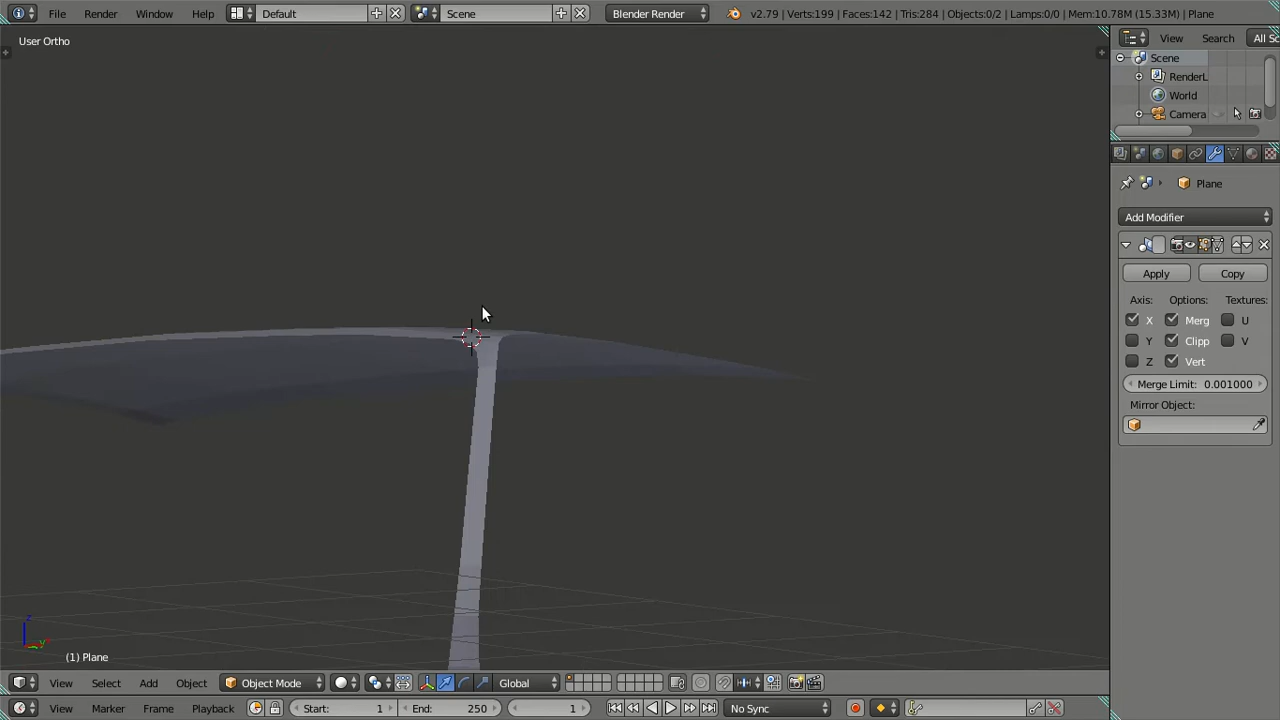 File Render Window Help Default Scene Blender Render v2.79 | Verts:199 | Faces:142 | Tris:284 | Objects:0/2 | Lamps:0/0 | Mem:10.78M (15.33M) | Plane
User Ortho
View Search All Sc
Scene
RenderL
World
Camera
Plane
Add Modifier
Apply Copy
Axis: Options: Textures:
X Merg U
Y Clipp V
Z Vert
Merge Limit: 0.001000
Mirror Object:
z
y
(1) Plane
View Select Add Object Object Mode Global
View Marker Frame Playback Start: 1 End: 250 1 No Sync